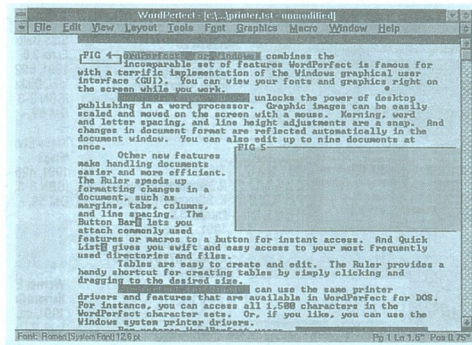 WordPerfect - [c:\...\printer.tst - unmodified]
File Edit View Layout Tools Font Graphics Macro Window Help
FIG 4 WordPerfect for Windows combines the
incomparable set of features WordPerfect is famous for
with a terrific implementation of the Windows graphical user
interface (GUI). You can view your fonts and graphics right on
the screen while you work.
unlocks the power of desktop
publishing in a word processor. Graphic images can be easily
scaled and moved on the screen with a mouse. Kerning, word
and letter spacing, and line height adjustments are a snap. And
changes in document format are reflected automatically in the
document window. You can also edit up to nine documents at
once.
FIG 5
Other new features
make handling documents
easier and more efficient.
The Ruler speeds up
formatting changes in a
document, such as
margins, tabs, columns,
and line spacing. The
Button Bar lets you
attach commonly used
features or macros to a button for instant access. And Quick
List gives you swift and easy access to your most frequently
used directories and files.
Tables are easy to create and edit. The Ruler provides a
handy shortcut for creating tables by simply clicking and
dragging to the desired size.
can use the same printer
drivers and features that are available in WordPerfect for DOS.
For instance, you can access all 1,500 characters in the
WordPerfect character sets. Or, if you like, you can use the
Windows system printer drivers.
Font: Roman (System Font) 12.6 pt Pg 1 Ln 1.5" Pos 0.75"